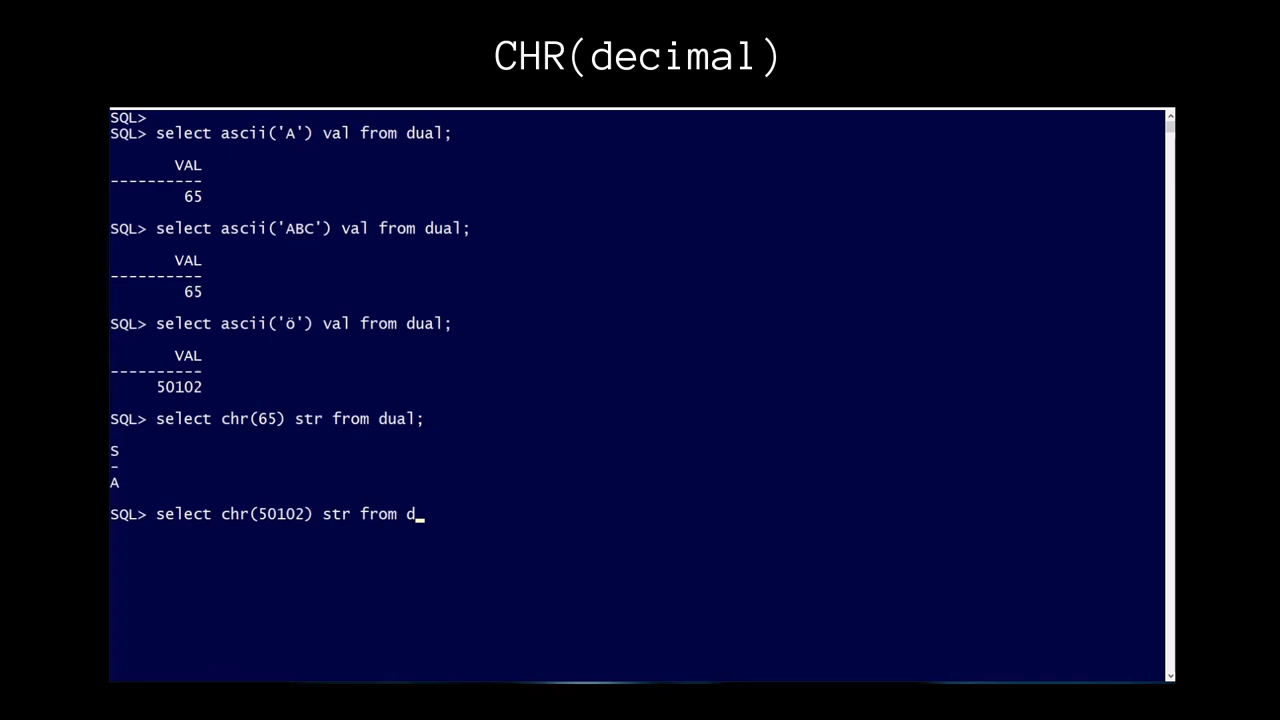 CHR(decimal)
SQL>
SQL> select ascii('A') val from dual;
VAL
----------
65
SQL> select ascii('ABC') val from dual;
VAL
----------
65
SQL> select ascii('ö') val from dual;
VAL
----------
50102
SQL> select chr(65) str from dual;
S
-
A
SQL> select chr(50102) str from d_